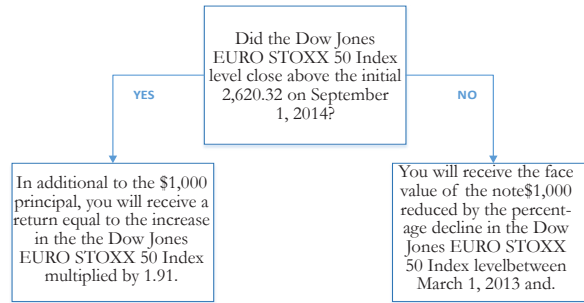 Did the Dow Jones
EURO STOXX 50 Index
level close above the initial
2,620.32 on September
1, 2014?
YES
NO
In additional to the $1,000
principal, you will receive a
return equal to the increase
in the the Dow Jones
EURO STOXX 50 Index
multiplied by 1.91.
You will receive the face
value of the note$1,000
reduced by the percent-
age decline in the Dow
Jones EURO STOXX
50 Index levelbetween
March 1, 2013 and.